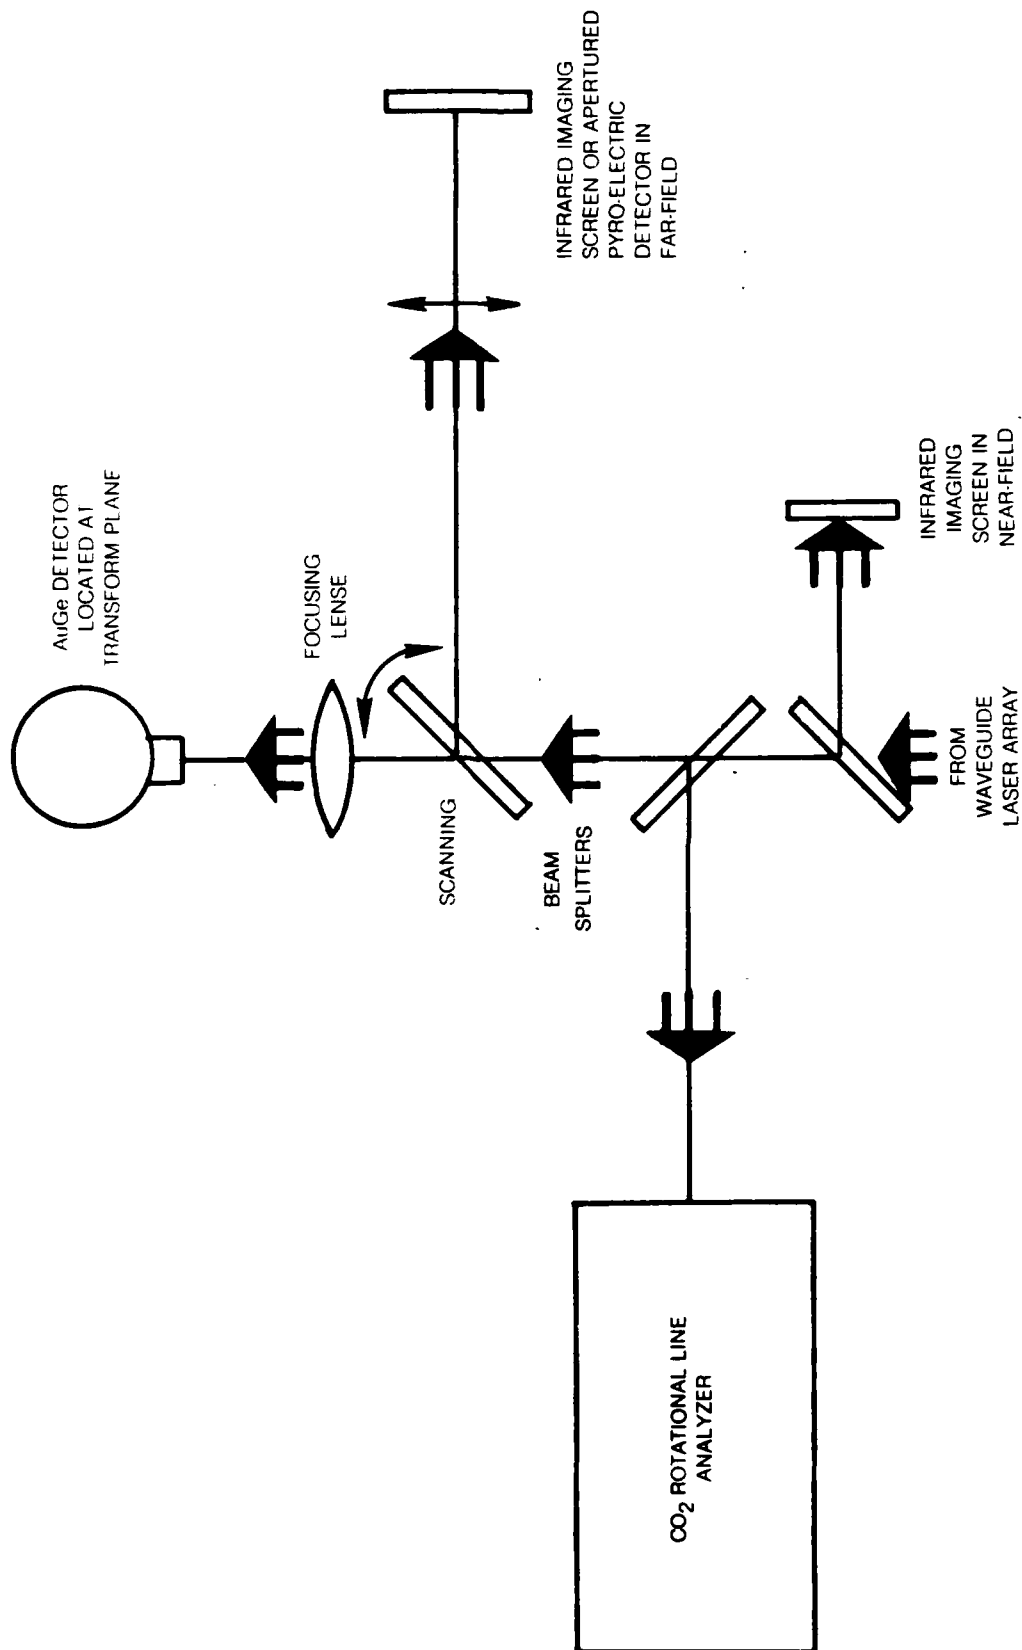 AuGe DETECTOR
LOCATED AT
TRANSFORM PLANE
INFRARED IMAGING
SCREEN OR APERTURED
PYRO-ELECTRIC
DETECTOR IN
FAR-FIELD
FOCUSING
LENSE
SCANNING
BEAM
SPLITTERS
INFRARED
IMAGING
SCREEN IN
NEAR-FIELD
FROM
WAVEGUIDE
LASER ARRAY
CO₂ ROTATIONAL LINE
ANALYZER